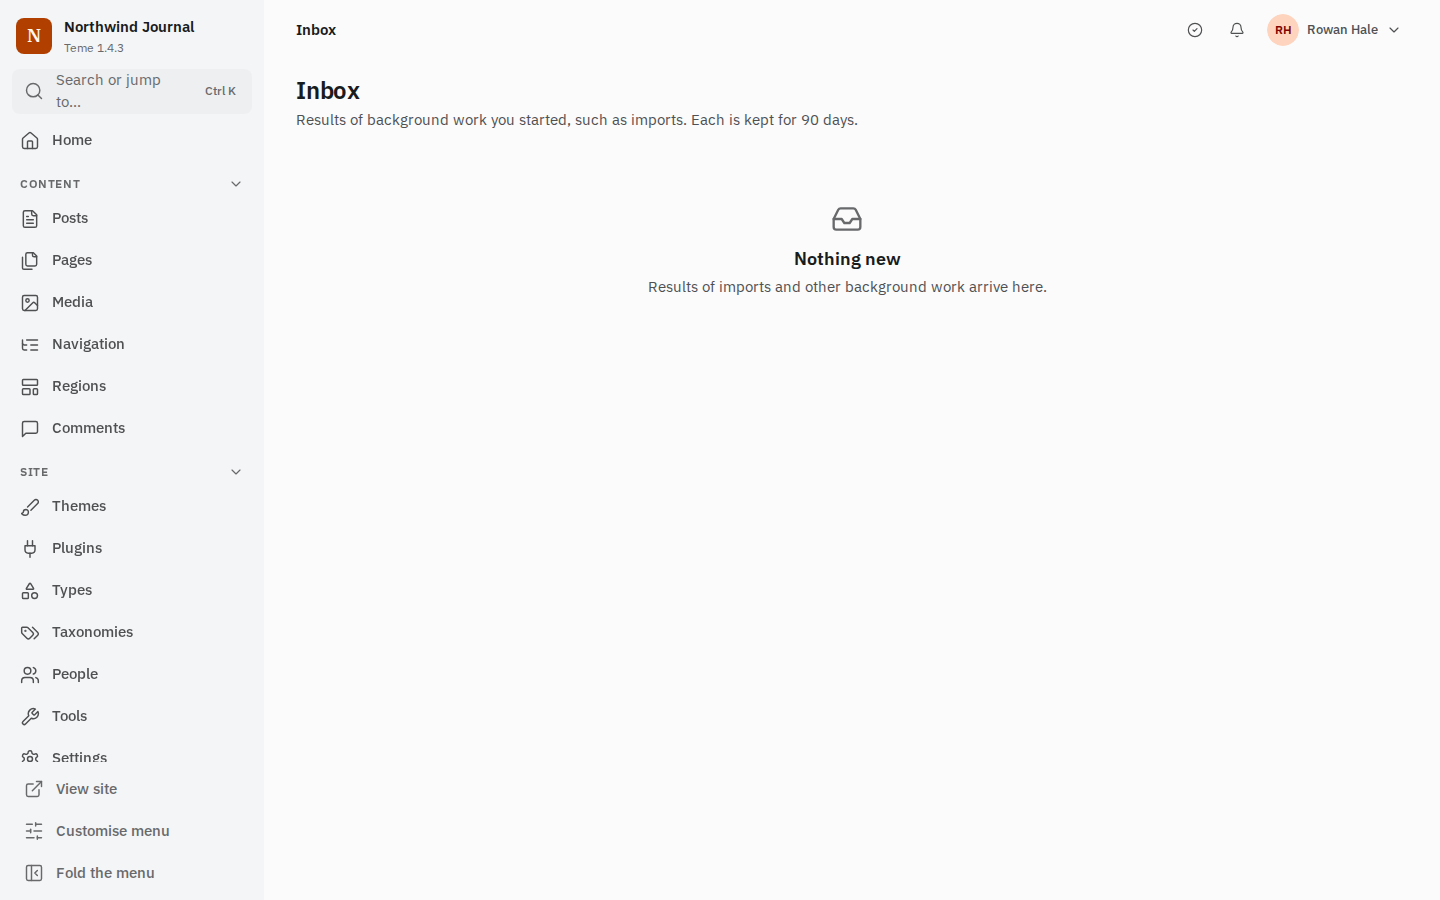 N
Northwind Journal
Teme 1.4.3
Search or jump
to...
Ctrl K
Home
CONTENT
Posts
Pages
Media
Navigation
Regions
Comments
SITE
Themes
Plugins
Types
Taxonomies
People
Tools
Settings
View site
Customise menu
Fold the menu
Inbox
RH
Rowan Hale
Inbox
Results of background work you started, such as imports. Each is kept for 90 days.
Nothing new
Results of imports and other background work arrive here.